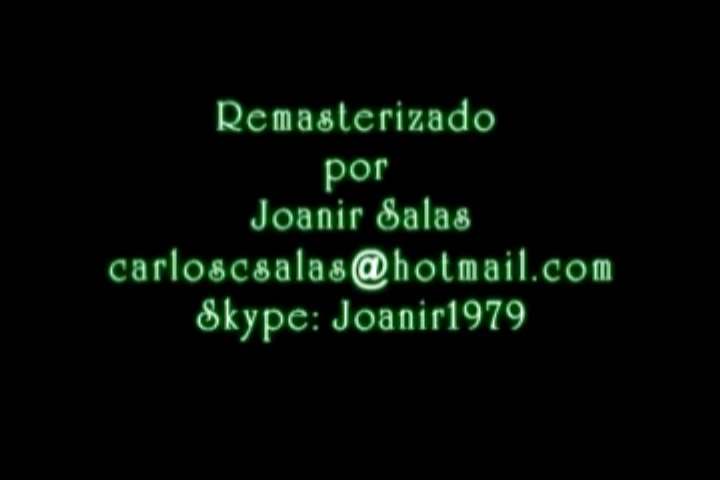 Remasterizado
por
Joanir Salas
carloscsalas@hotmail.com
Skype: Joanir1979